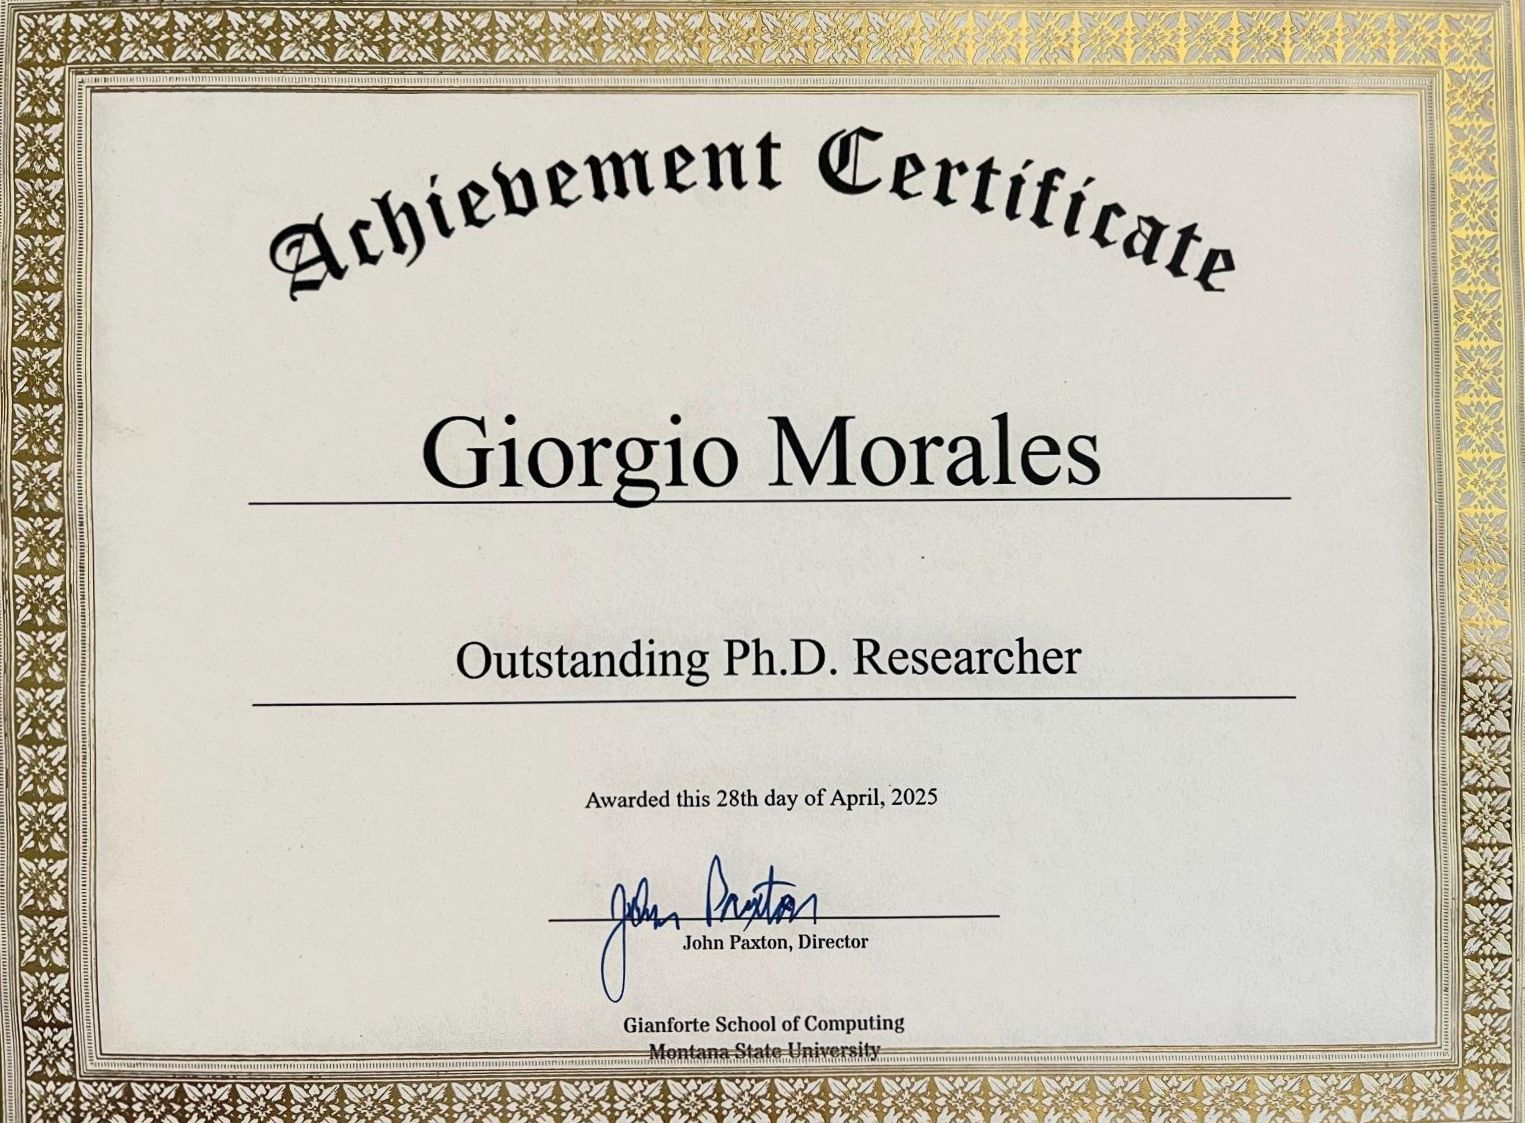 Achievement Certificate
Giorgio Morales
Outstanding Ph.D. Researcher
Awarded this 28th day of April, 2025
John Paxton
John Paxton, Director
Gianforte School of Computing
Montana State University